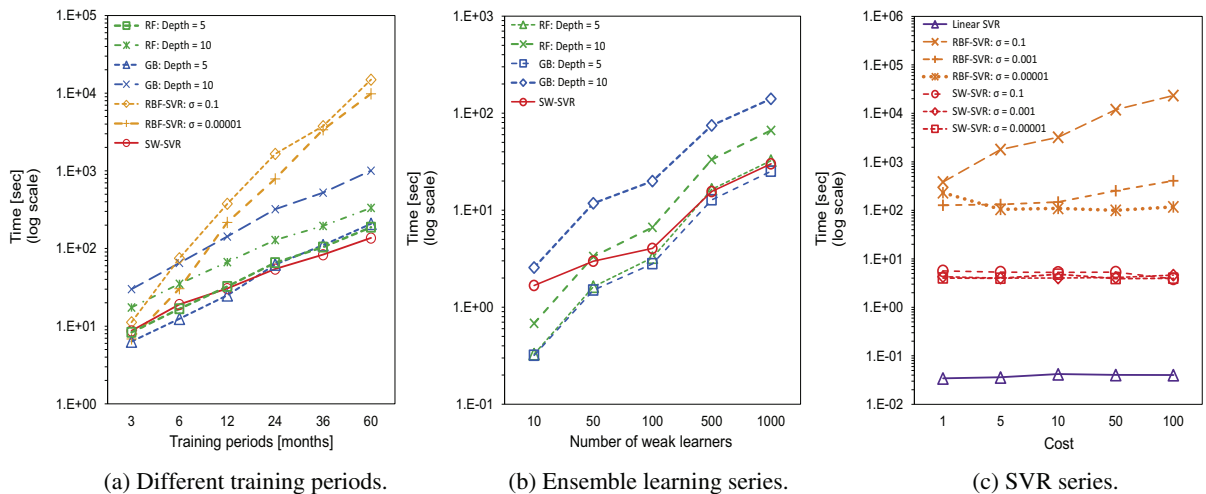 1.E+05
1.E+04
1.E+03
1.E+02
1.E+01
1.E+00
Time [sec]
(log scale)
RF: Depth = 5
RF: Depth = 10
GB: Depth = 5
GB: Depth = 10
RBF-SVR: σ = 0.1
RBF-SVR: σ = 0.00001
SW-SVR
3 6 12 24 36 60
Training periods [months]
(a) Different training periods.
1.E+03
1.E+02
1.E+01
1.E+00
1.E-01
Time [sec]
(log scale)
RF: Depth = 5
RF: Depth = 10
GB: Depth = 5
GB: Depth = 10
SW-SVR
10 50 100 500 1000
Number of weak learners
(b) Ensemble learning series.
1.E+06
1.E+05
1.E+04
1.E+03
1.E+02
1.E+01
1.E+00
1.E-01
1.E-02
Time [sec]
(log scale)
Linear SVR
RBF-SVR: σ = 0.1
RBF-SVR: σ = 0.001
RBF-SVR: σ = 0.00001
SW-SVR: σ = 0.1
SW-SVR: σ = 0.001
SW-SVR: σ = 0.00001
1 5 10 50 100
Cost
(c) SVR series.